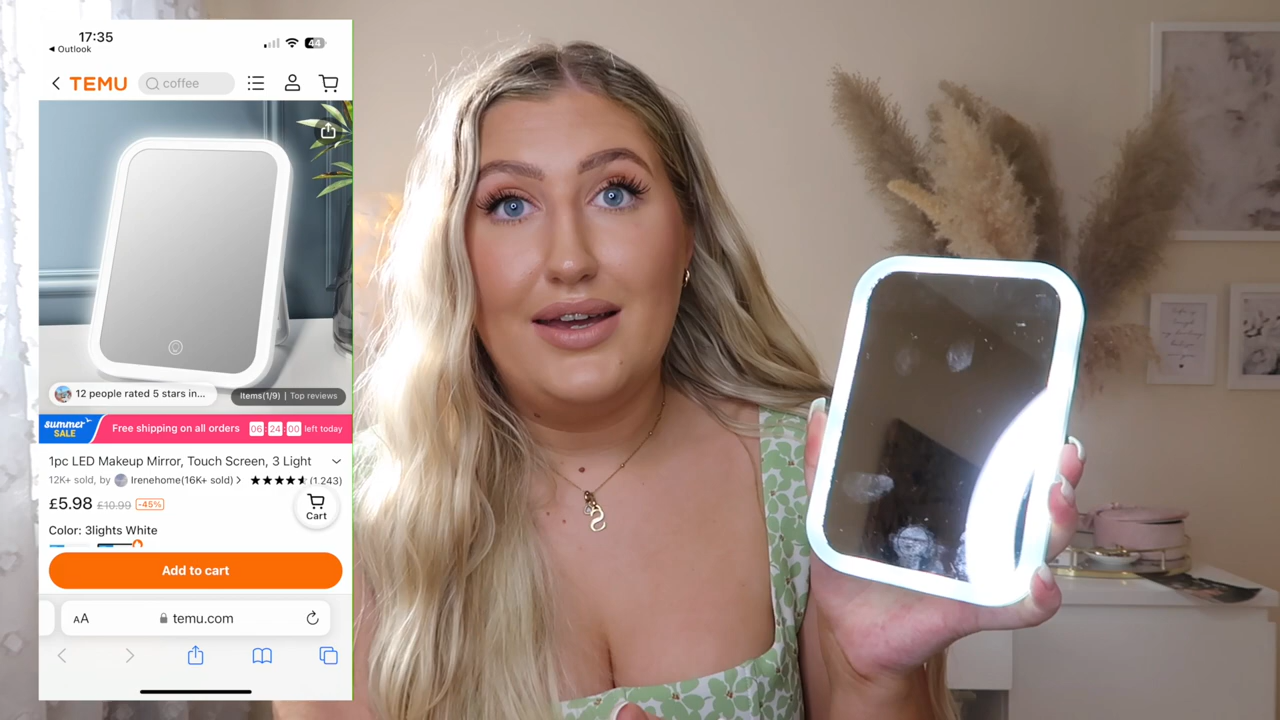 17:35
44
Outlook
TEMU
coffee
12 people rated 5 stars in...
Items(1/9) | Top reviews
summer
SALE
Free shipping on all orders 06:24:00 left today
1pc LED Makeup Mirror, Touch Screen, 3 Light
12K+ sold, by Irenehome(16K+ sold) (1,243)
£5.98 £10.99 -45%
Cart
Color: 3lights White
Add to cart
AA temu.com